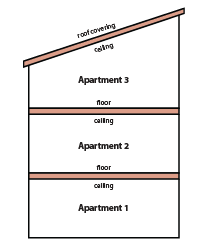 roof covering
ceiling
Apartment 3
floor
ceiling
Apartment 2
floor
ceiling
Apartment 1